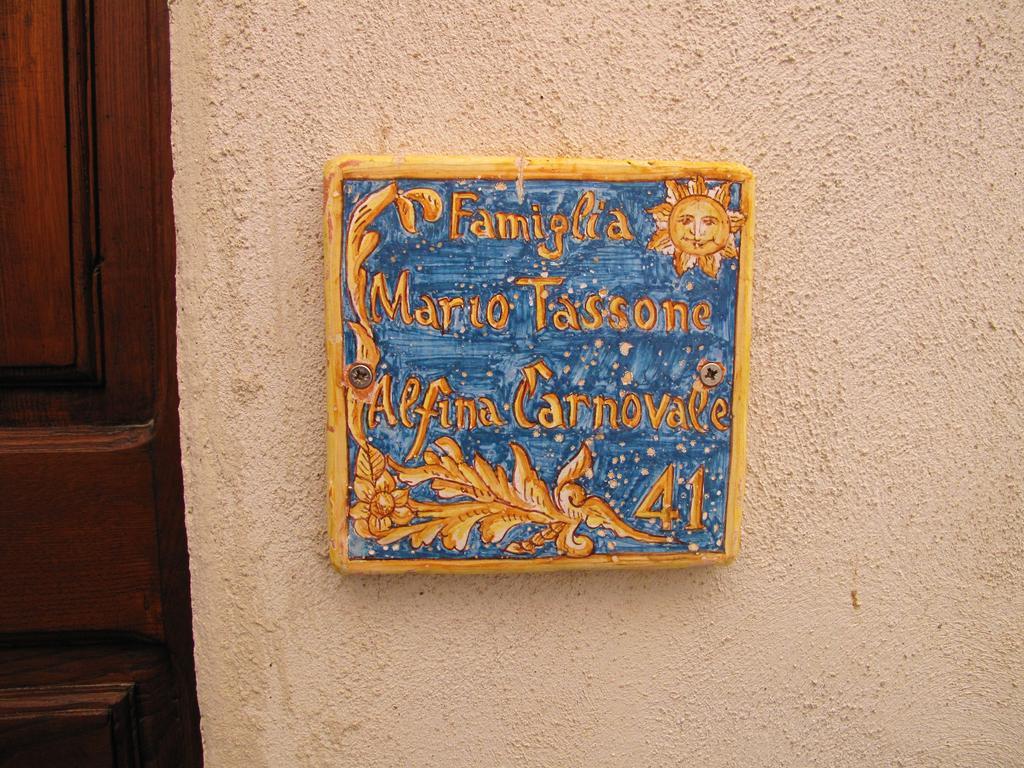 Famiglia
Mario Tassone
Alfina Carnovale
41